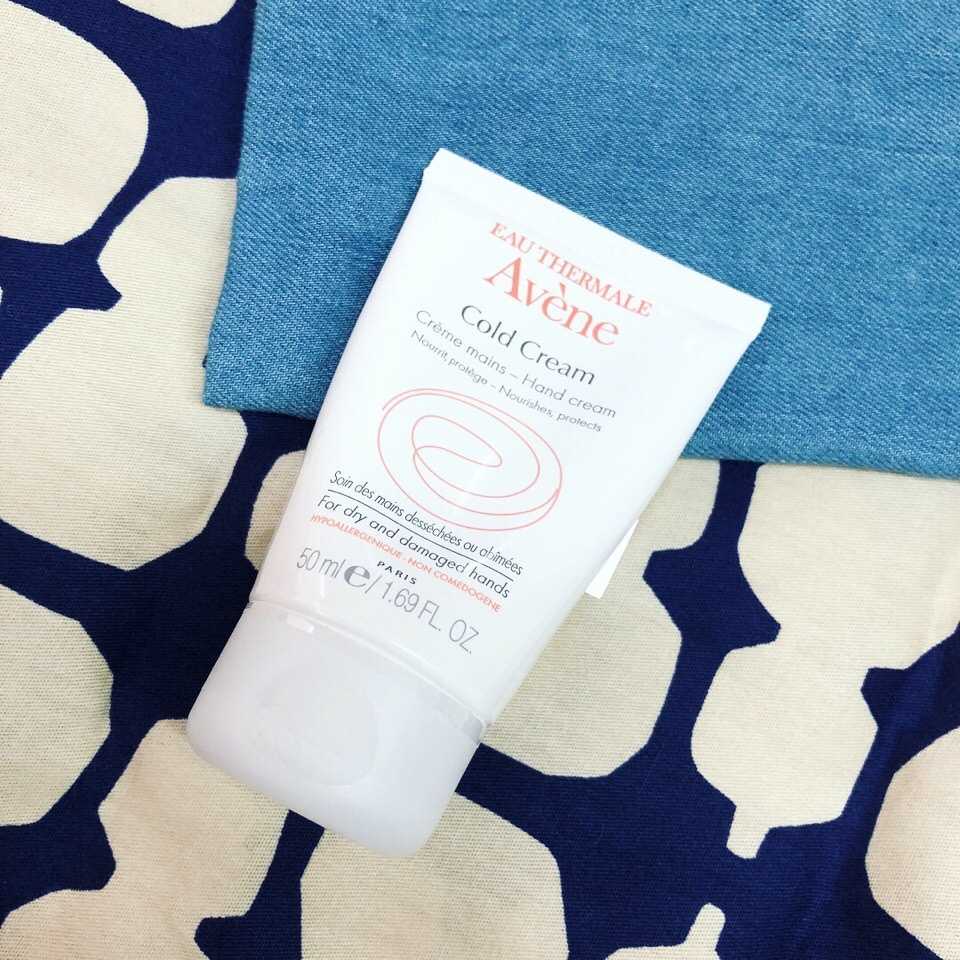 EAU THERMALE
Avène
Cold Cream
Crème mains – Hand cream
Nourrit, protège – Nourishes, protects
Soin des mains desséchées ou abîmées
For dry and damaged hands
HYPOALLERGENIQUE - NON COMEDOGENE
PARIS
50 ml e / 1.69 FL. OZ.